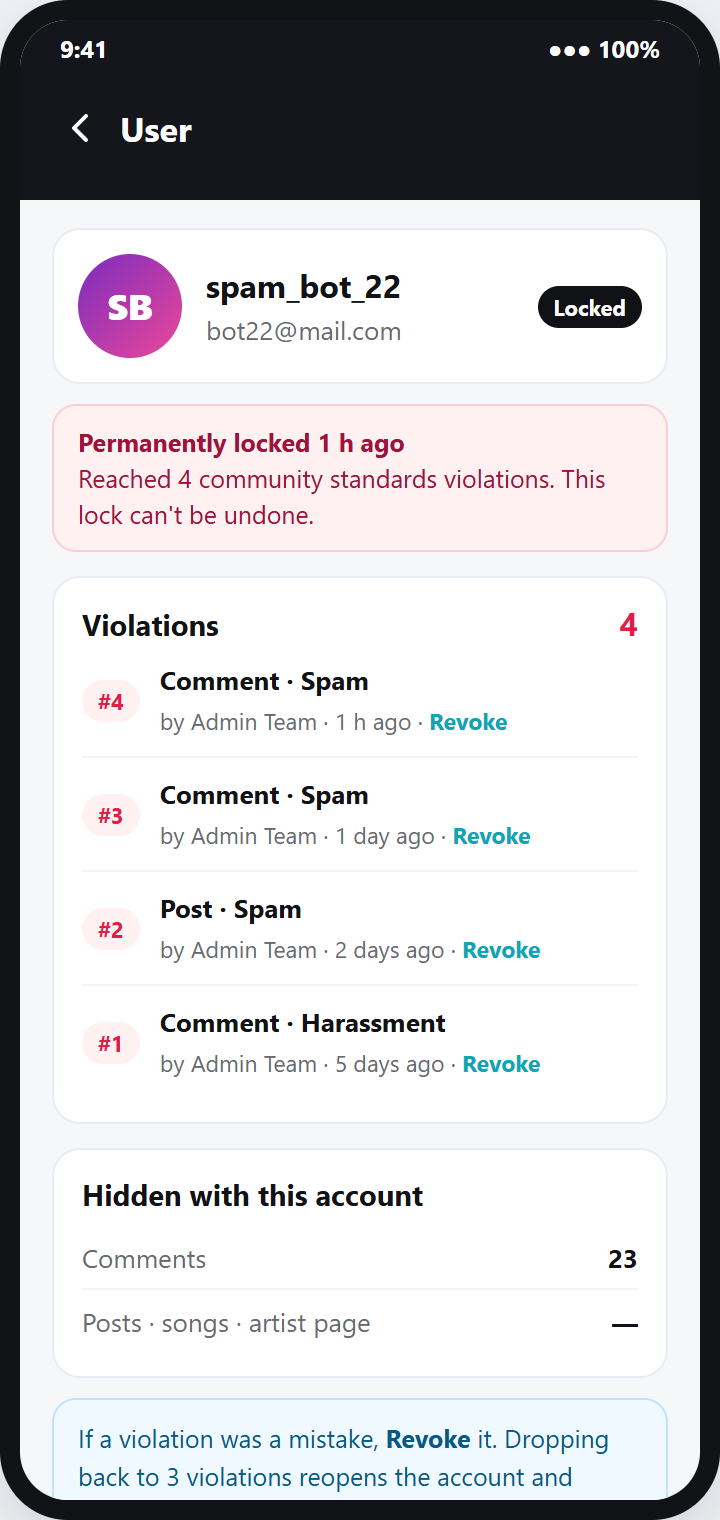 9:41 ●●● 100%
User
SB
spam_bot_22
bot22@mail.com
Locked
Permanently locked 1 h ago
Reached 4 community standards violations. This
lock can't be undone.
Violations 4
#4
Comment · Spam
by Admin Team · 1 h ago · Revoke
#3
Comment · Spam
by Admin Team · 1 day ago · Revoke
#2
Post · Spam
by Admin Team · 2 days ago · Revoke
#1
Comment · Harassment
by Admin Team · 5 days ago · Revoke
Hidden with this account
Comments 23
Posts · songs · artist page —
If a violation was a mistake, Revoke it. Dropping
back to 3 violations reopens the account and